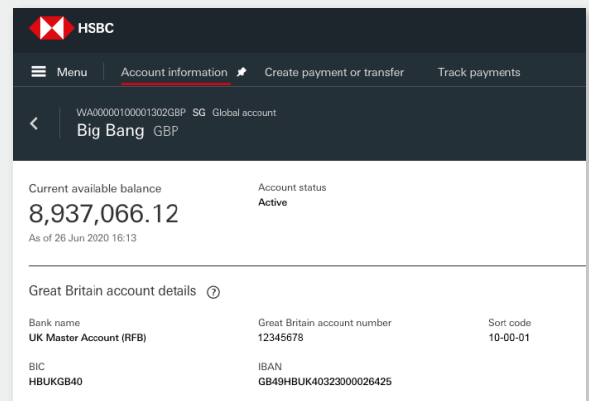 HSBC
Menu Account information Create payment or transfer Track payments
WA00000100001302GBP SG Global account
Big Bang GBP
Current available balance Account status
8,937,066.12 Active
As of 26 Jun 2020 16:13
Great Britain account details ?
Bank name Great Britain account number Sort code
UK Master Account (RFB) 12345678 10-00-01
BIC IBAN
HBUKGB40 GB49HBUK40323000026425